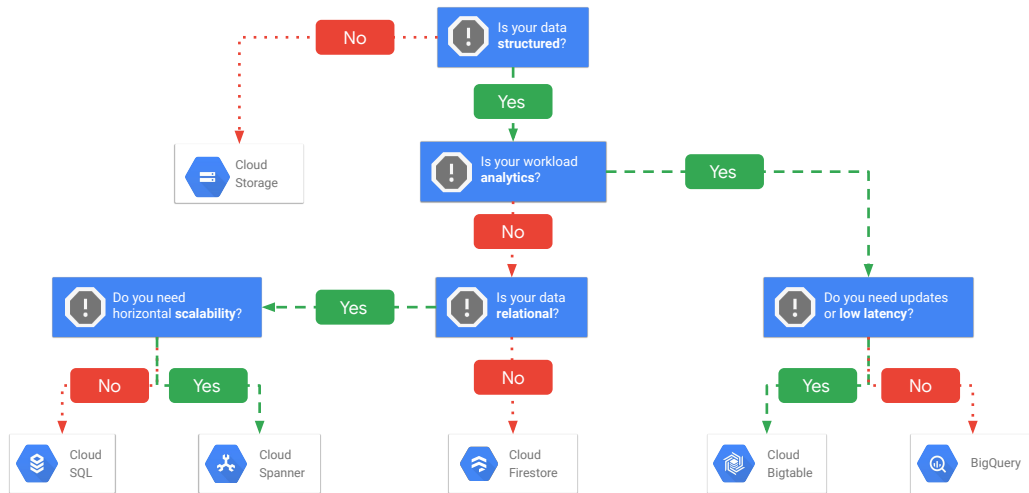 Is your data
structured?
No
Yes
Cloud
Storage
Is your workload
analytics?
Yes
No
Do you need
horizontal scalability?
Yes
Is your data
relational?
Do you need updates
or low latency?
No
Yes
No
Yes
No
Cloud
SQL
Cloud
Spanner
Cloud
Firestore
Cloud
Bigtable
BigQuery